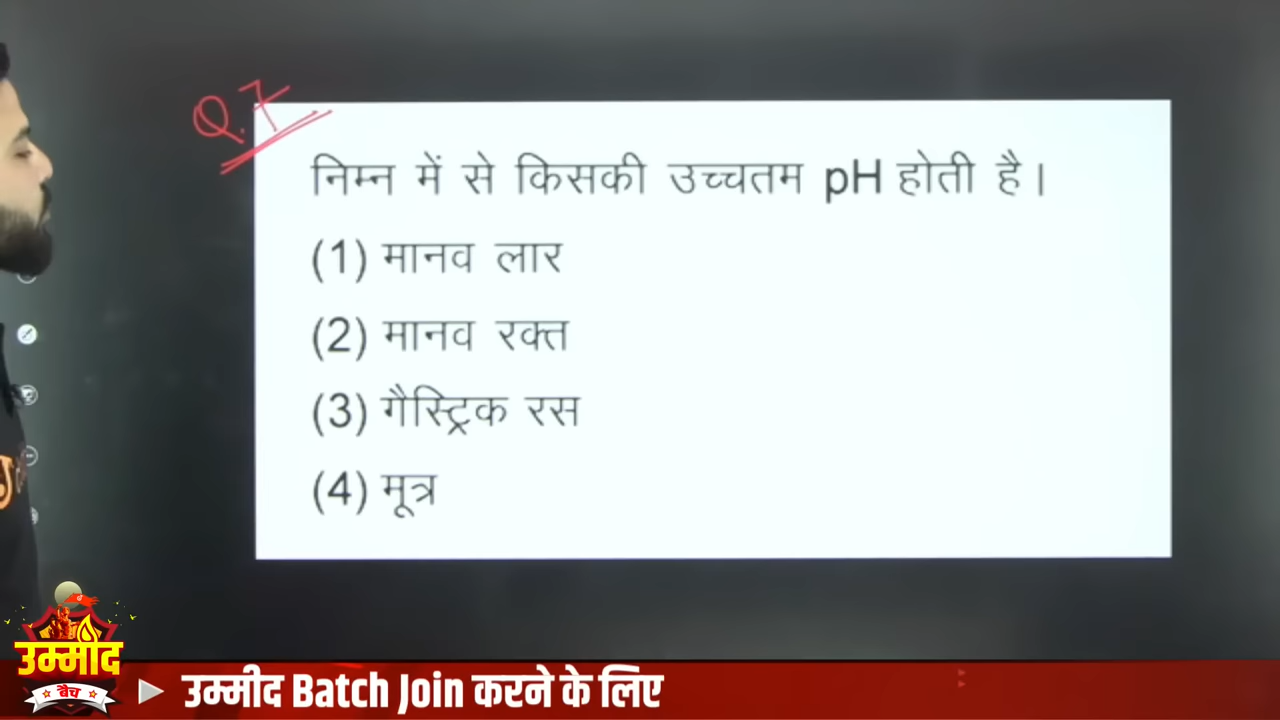 Q.7
निम्न में से किसकी उच्चतम pH होती है।
(1) मानव लार
(2) मानव रक्त
(3) गैस्ट्रिक रस
(4) मूत्र
उम्मीद
बैच
उम्मीद Batch Join करने के लिए